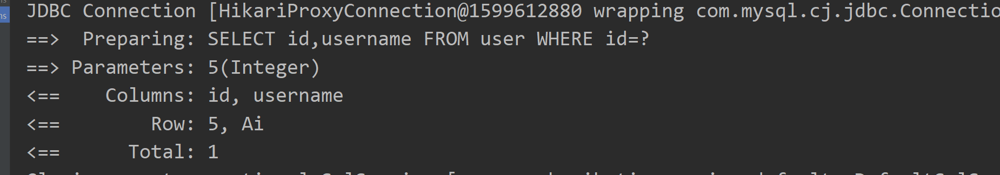 JDBC Connection [HikariProxyConnection@1599612880 wrapping com.mysql.cj.jdbc.Connectio
==>  Preparing: SELECT id,username FROM user WHERE id=?
==> Parameters: 5(Integer)
<==    Columns: id, username
<==        Row: 5, Ai
<==      Total: 1